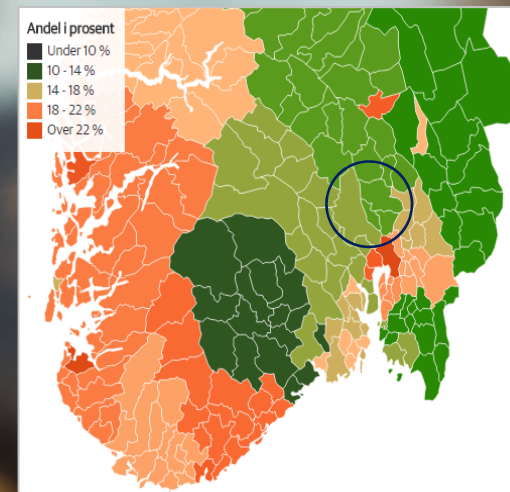 Andel i prosent
Under 10 %
10 - 14 %
14 - 18 %
18 - 22 %
Over 22 %